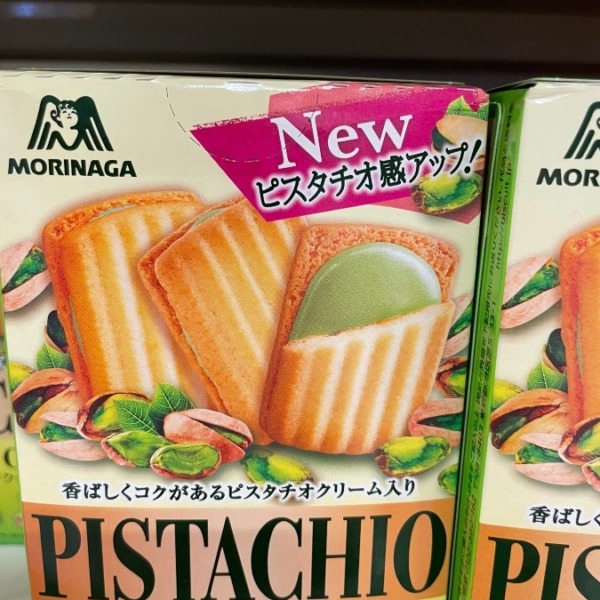 MORINAGA
New
ピスタチオ感アップ!
香ばしくコクがあるピスタチオクリーム入り
PISTACHIO
MOR
香ばしく
PIS